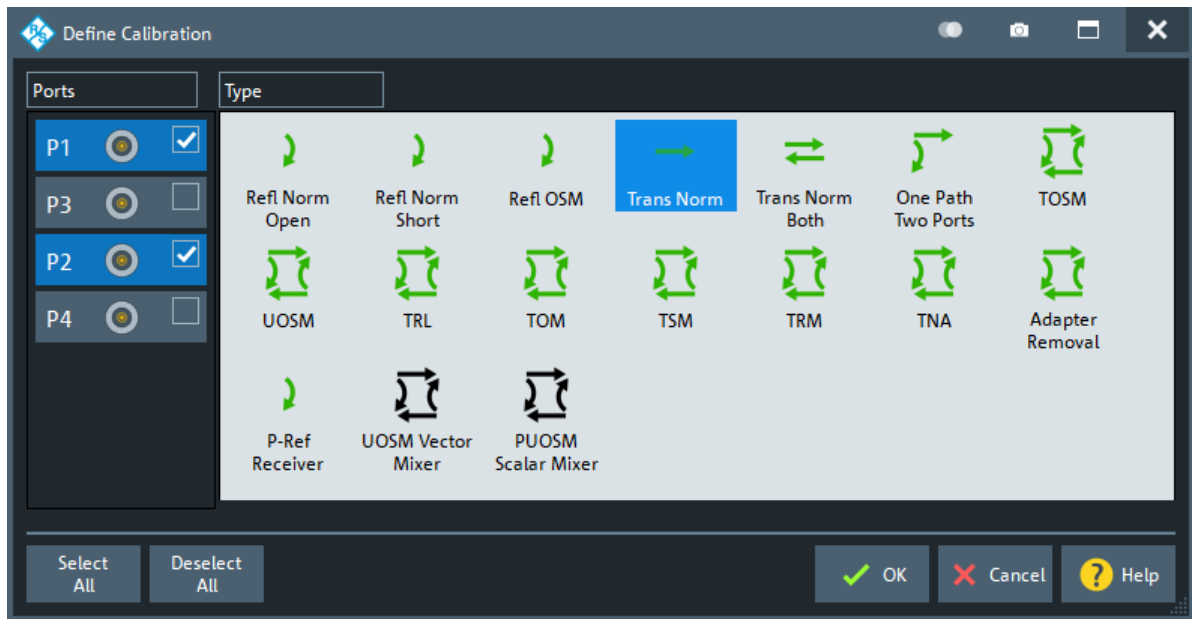 Define Calibration
Ports
Type
P1
P3
P2
P4
Refl Norm
Open
Refl Norm
Short
Refl OSM
Trans Norm
Trans Norm
Both
One Path
Two Ports
TOSM
UOSM
TRL
TOM
TSM
TRM
TNA
Adapter
Removal
P-Ref
Receiver
UOSM Vector
Mixer
PUOSM
Scalar Mixer
Select
All
Deselect
All
OK
Cancel
? Help